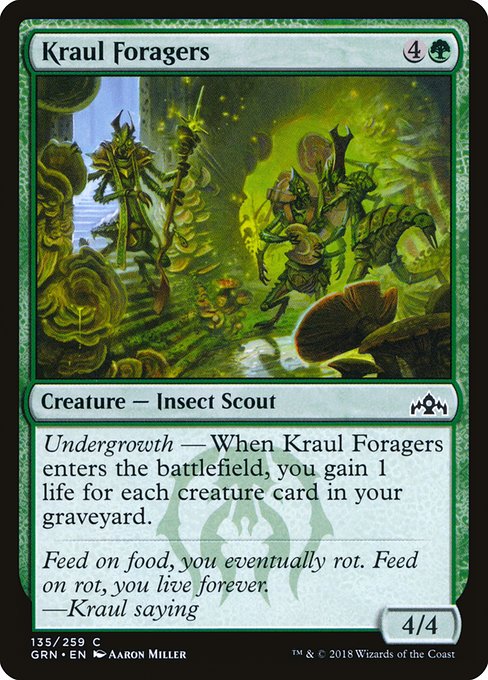 Kraul Foragers 4
Creature — Insect Scout
Undergrowth — When Kraul Foragers
enters the battlefield, you gain 1
life for each creature card in your
graveyard.
Feed on food, you eventually rot. Feed
on rot, you live forever.
—Kraul saying
4/4
135/259 C
GRN • EN Aaron Miller
™ & © 2018 Wizards of the Coast